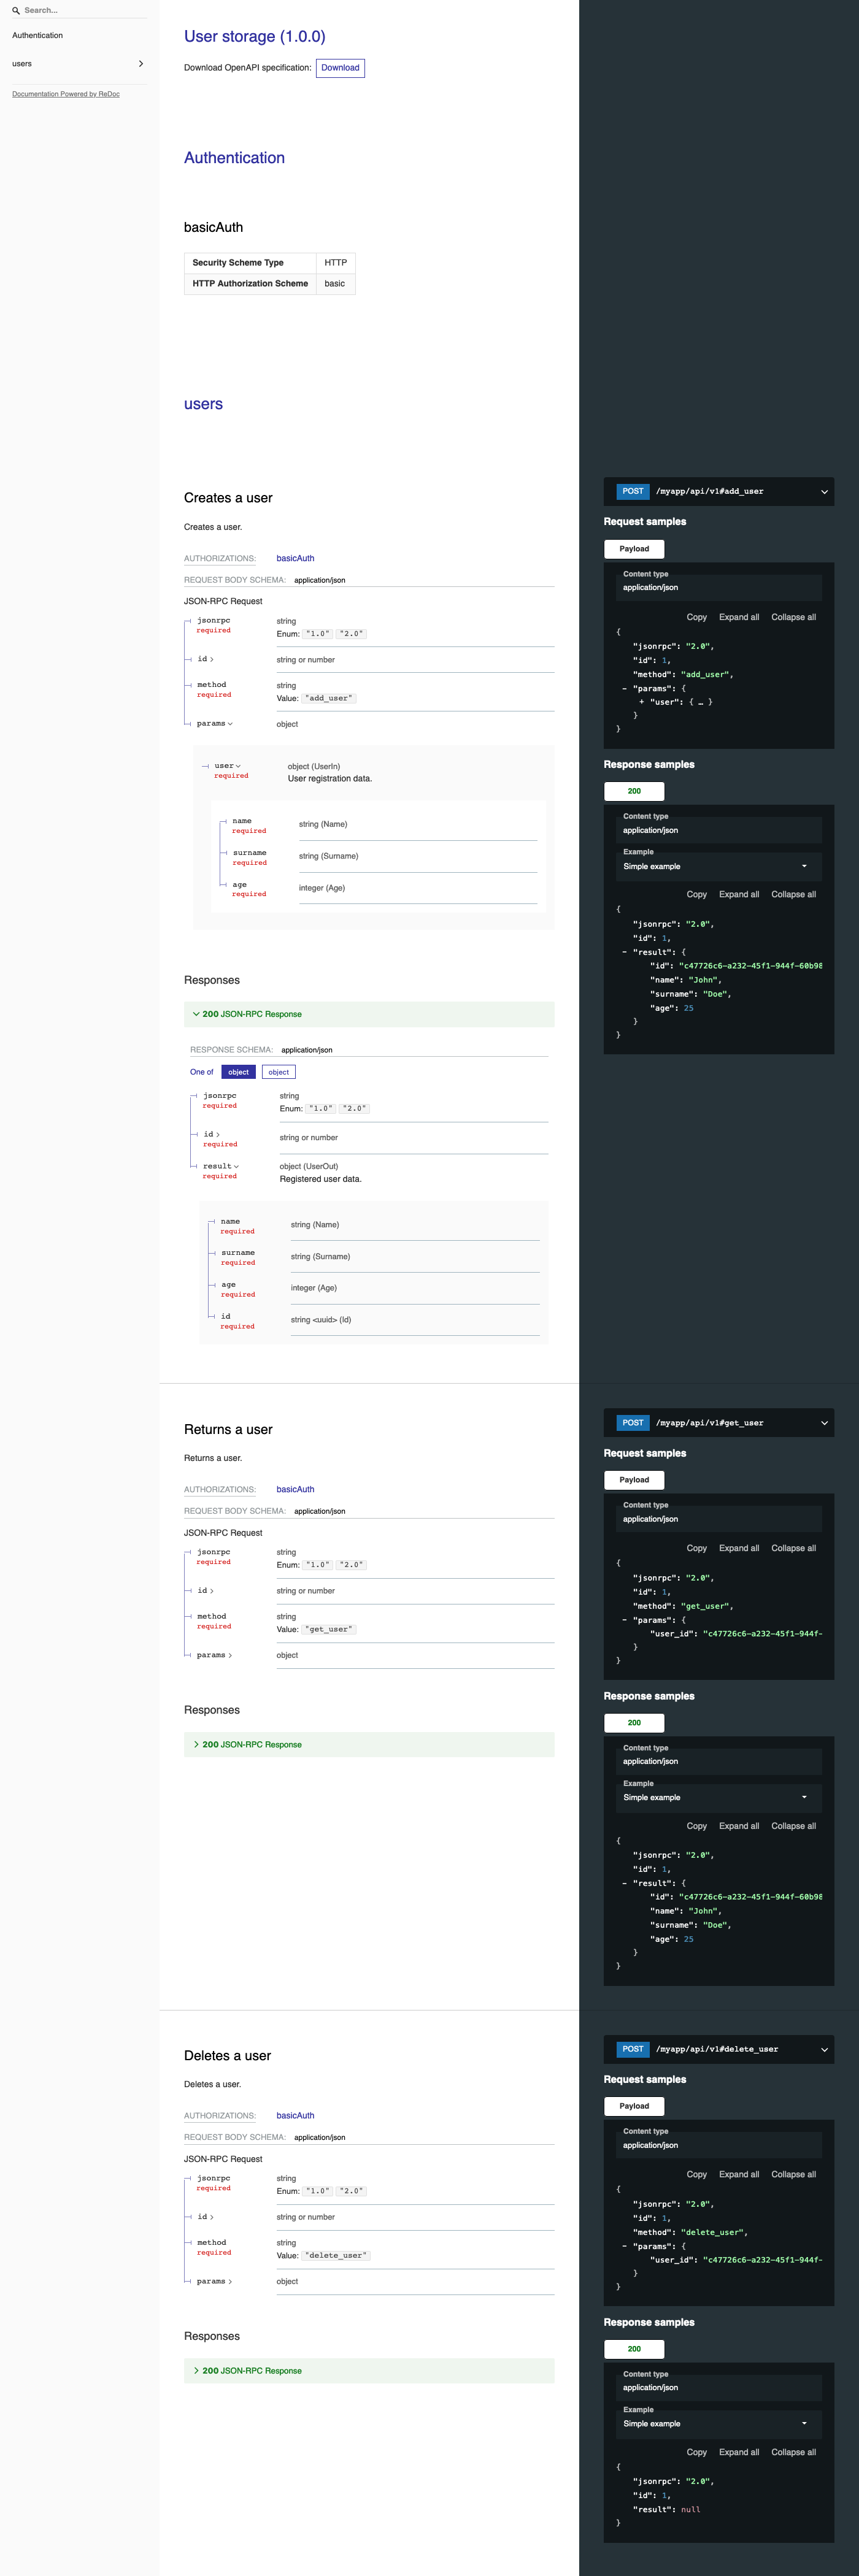 Search...
Authentication
users
Documentation Powered by ReDoc
User storage (1.0.0)
Download OpenAPI specification: Download
Authentication
basicAuth
Security Scheme Type HTTP
HTTP Authorization Scheme basic
users
Creates a user
Creates a user.
AUTHORIZATIONS: basicAuth
REQUEST BODY SCHEMA: application/json
JSON-RPC Request
jsonrpc string
required Enum: "1.0" "2.0"
id string or number
method string
required Value: "add_user"
params object
user object (UserIn)
required User registration data.
name string (Name)
required
surname string (Surname)
required
age integer (Age)
required
Responses
200 JSON-RPC Response
RESPONSE SCHEMA: application/json
One of object object
jsonrpc string
required Enum: "1.0" "2.0"
id string or number
required
result object (UserOut)
required Registered user data.
name string (Name)
required
surname string (Surname)
required
age integer (Age)
required
id string <uuid> (Id)
required
POST /myapp/api/v1#add_user
Request samples
Payload
Content type
application/json
Copy Expand all Collapse all
{
"jsonrpc": "2.0",
"id": 1,
"method": "add_user",
- "params": {
+ "user": { … }
}
}
Response samples
200
Content type
application/json
Example
Simple example
Copy Expand all Collapse all
{
"jsonrpc": "2.0",
"id": 1,
- "result": {
"id": "c47726c6-a232-45f1-944f-60b98
"name": "John",
"surname": "Doe",
"age": 25
}
}
Returns a user
Returns a user.
AUTHORIZATIONS: basicAuth
REQUEST BODY SCHEMA: application/json
JSON-RPC Request
jsonrpc string
required Enum: "1.0" "2.0"
id string or number
method string
required Value: "get_user"
params object
Responses
200 JSON-RPC Response
POST /myapp/api/v1#get_user
Request samples
Payload
Content type
application/json
Copy Expand all Collapse all
{
"jsonrpc": "2.0",
"id": 1,
"method": "get_user",
- "params": {
"user_id": "c47726c6-a232-45f1-944f-
}
}
Response samples
200
Content type
application/json
Example
Simple example
Copy Expand all Collapse all
{
"jsonrpc": "2.0",
"id": 1,
- "result": {
"id": "c47726c6-a232-45f1-944f-60b98
"name": "John",
"surname": "Doe",
"age": 25
}
}
Deletes a user
Deletes a user.
AUTHORIZATIONS: basicAuth
REQUEST BODY SCHEMA: application/json
JSON-RPC Request
jsonrpc string
required Enum: "1.0" "2.0"
id string or number
method string
required Value: "delete_user"
params object
Responses
200 JSON-RPC Response
POST /myapp/api/v1#delete_user
Request samples
Payload
Content type
application/json
Copy Expand all Collapse all
{
"jsonrpc": "2.0",
"id": 1,
"method": "delete_user",
- "params": {
"user_id": "c47726c6-a232-45f1-944f-
}
}
Response samples
200
Content type
application/json
Example
Simple example
Copy Expand all Collapse all
{
"jsonrpc": "2.0",
"id": 1,
"result": null
}